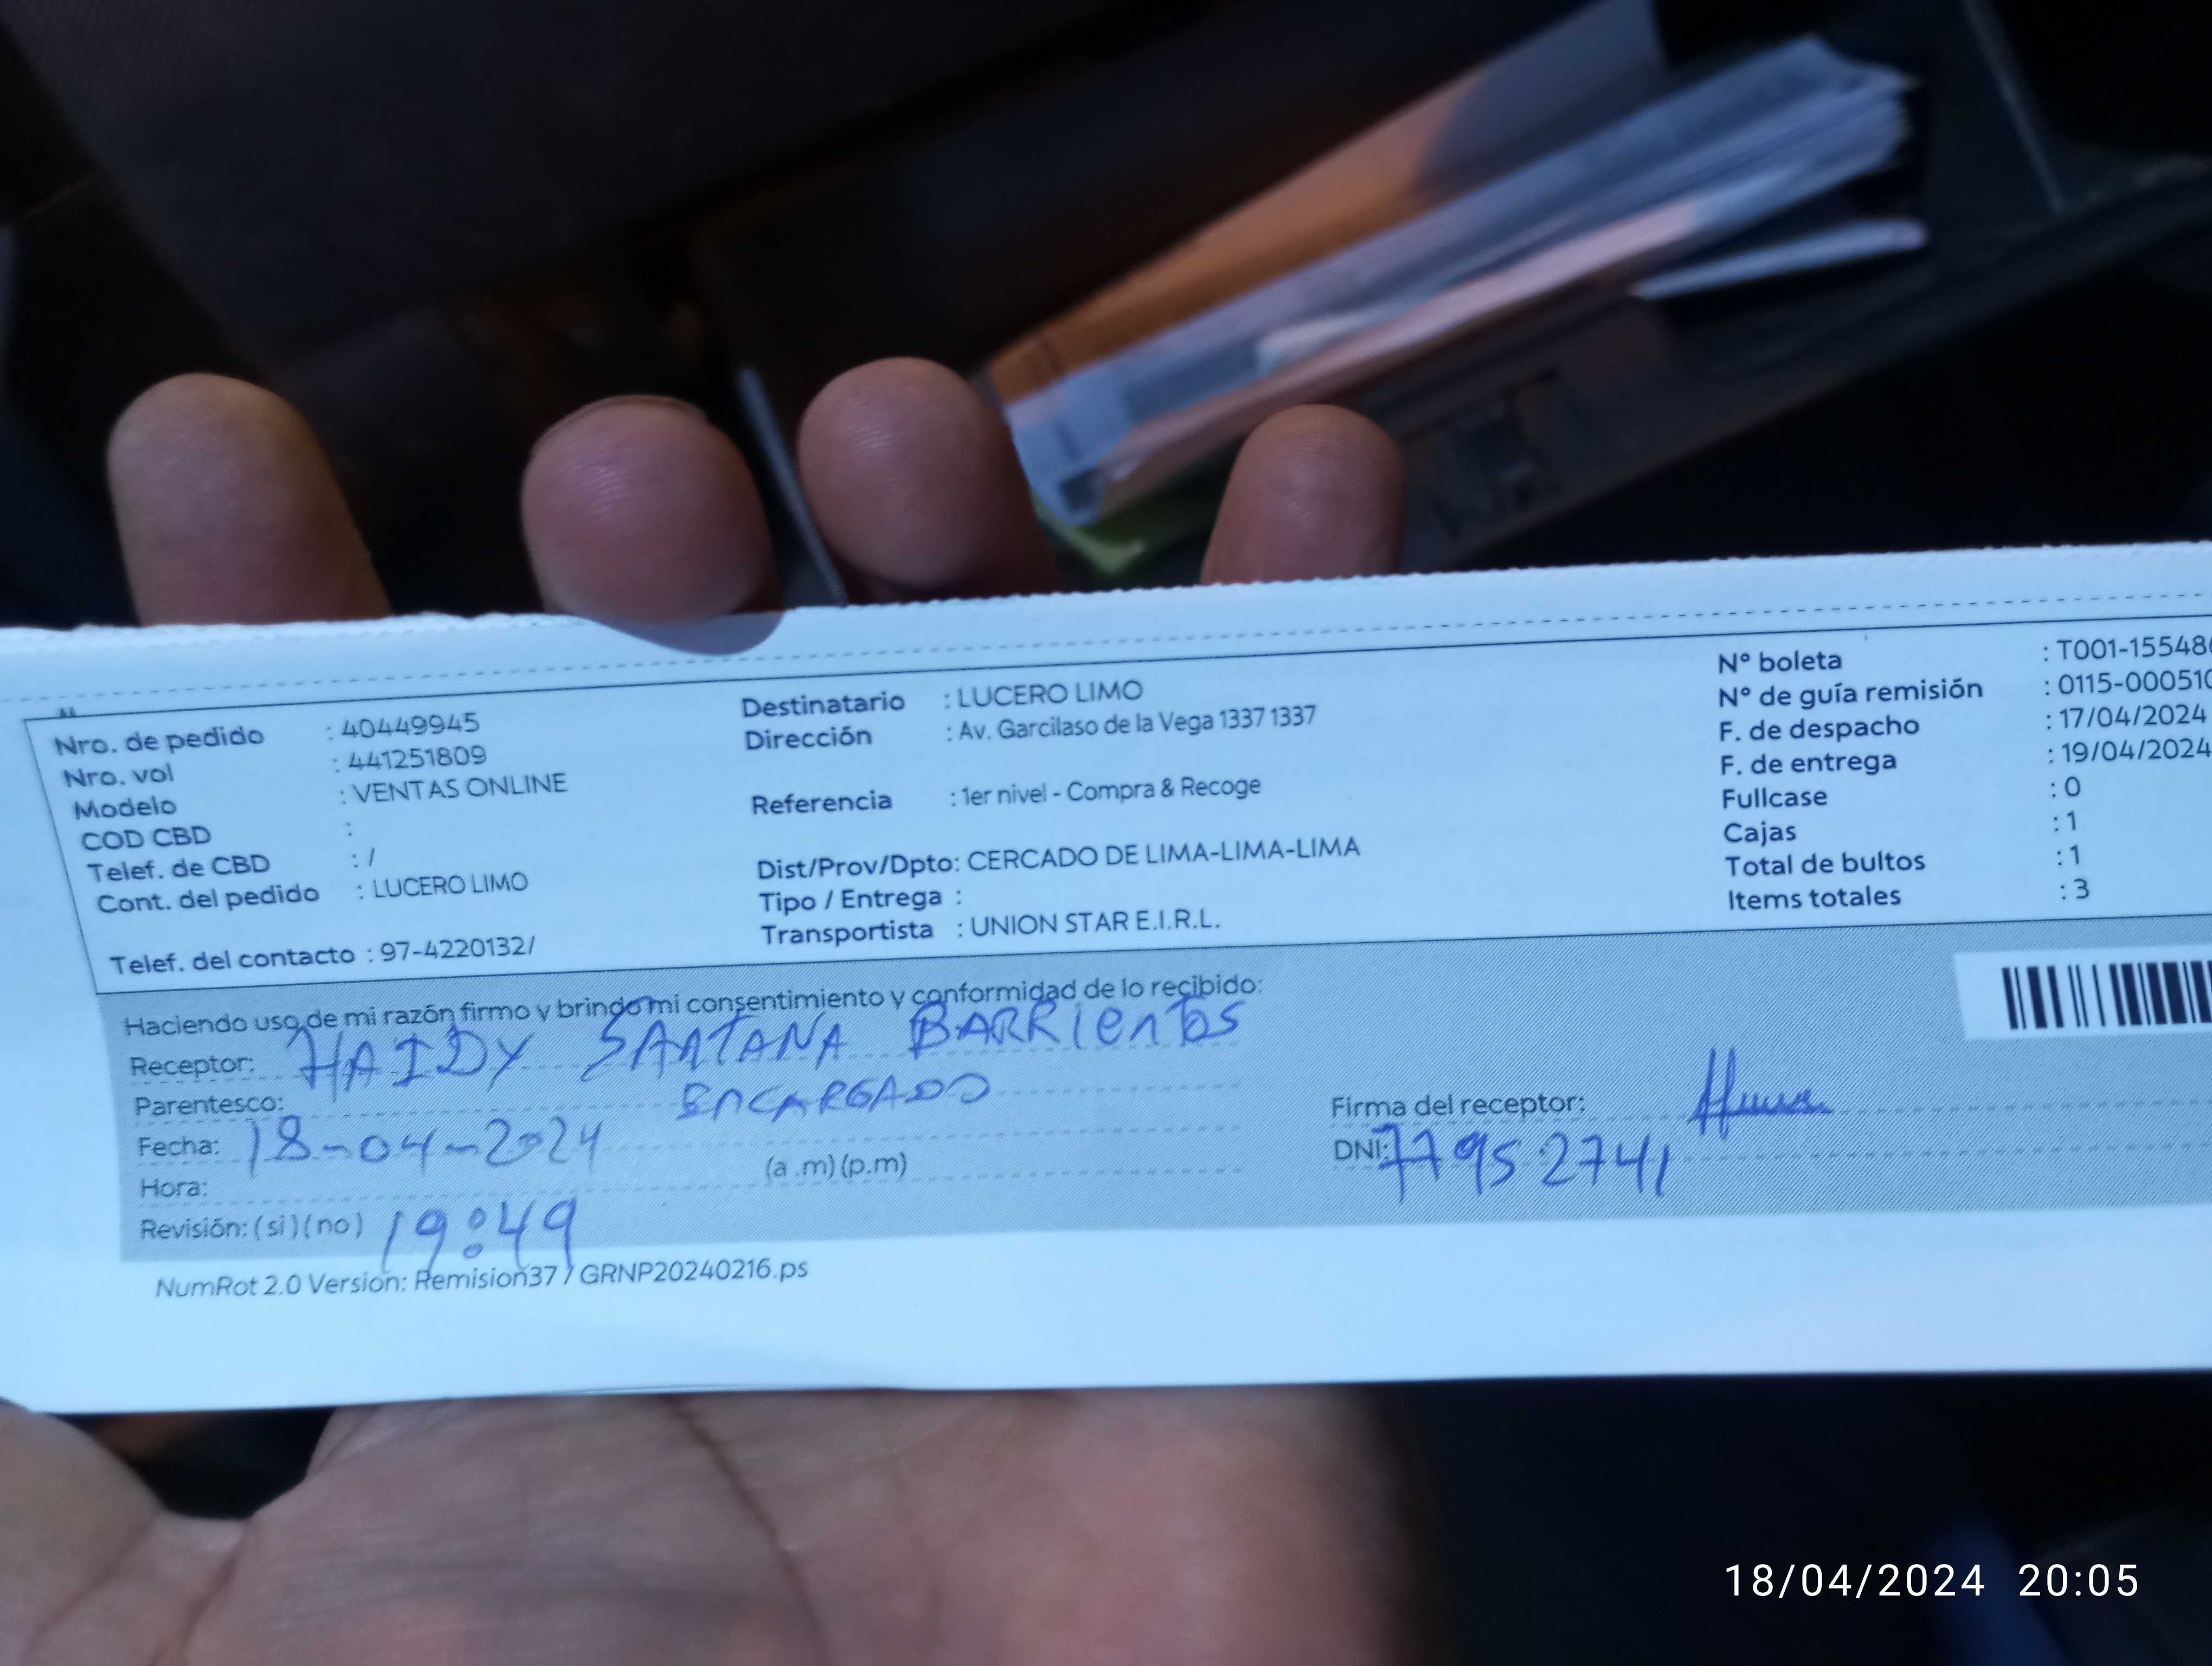 Nro. de pedido : 40449945
Nro. vol : 441251809
Modelo : VENTAS ONLINE
COD CBD :
Telef. de CBD : /
Cont. del pedido : LUCERO LIMO
Telef. del contacto : 97-4220132/
Destinatario : LUCERO LIMO
Dirección : Av. Garcilaso de la Vega 1337 1337
Referencia : 1er nivel - Compra & Recoge
Dist/Prov/Dpto: CERCADO DE LIMA-LIMA-LIMA
Tipo / Entrega :
Transportista : UNION STAR E.I.R.L.
N° boleta : T001-15548
N° de guía remisión : 0115-000510
F. de despacho : 17/04/2024
F. de entrega : 19/04/2024
Fullcase : 0
Cajas : 1
Total de bultos : 1
Items totales : 3
Haciendo uso de mi razón firmo y brindo mi consentimiento y conformidad de lo recibido:
Receptor: HAIDY SANTANA BARRIENTOS
Parentesco: ENCARGADO
Fecha: 18-04-2024
Hora: (a .m) (p.m)
Revisión: ( si ) ( no ) 19:49
Firma del receptor:
DNI: 77952741
NumRot 2.0 Version: Remision37 / GRNP20240216.ps
18/04/2024 20:05